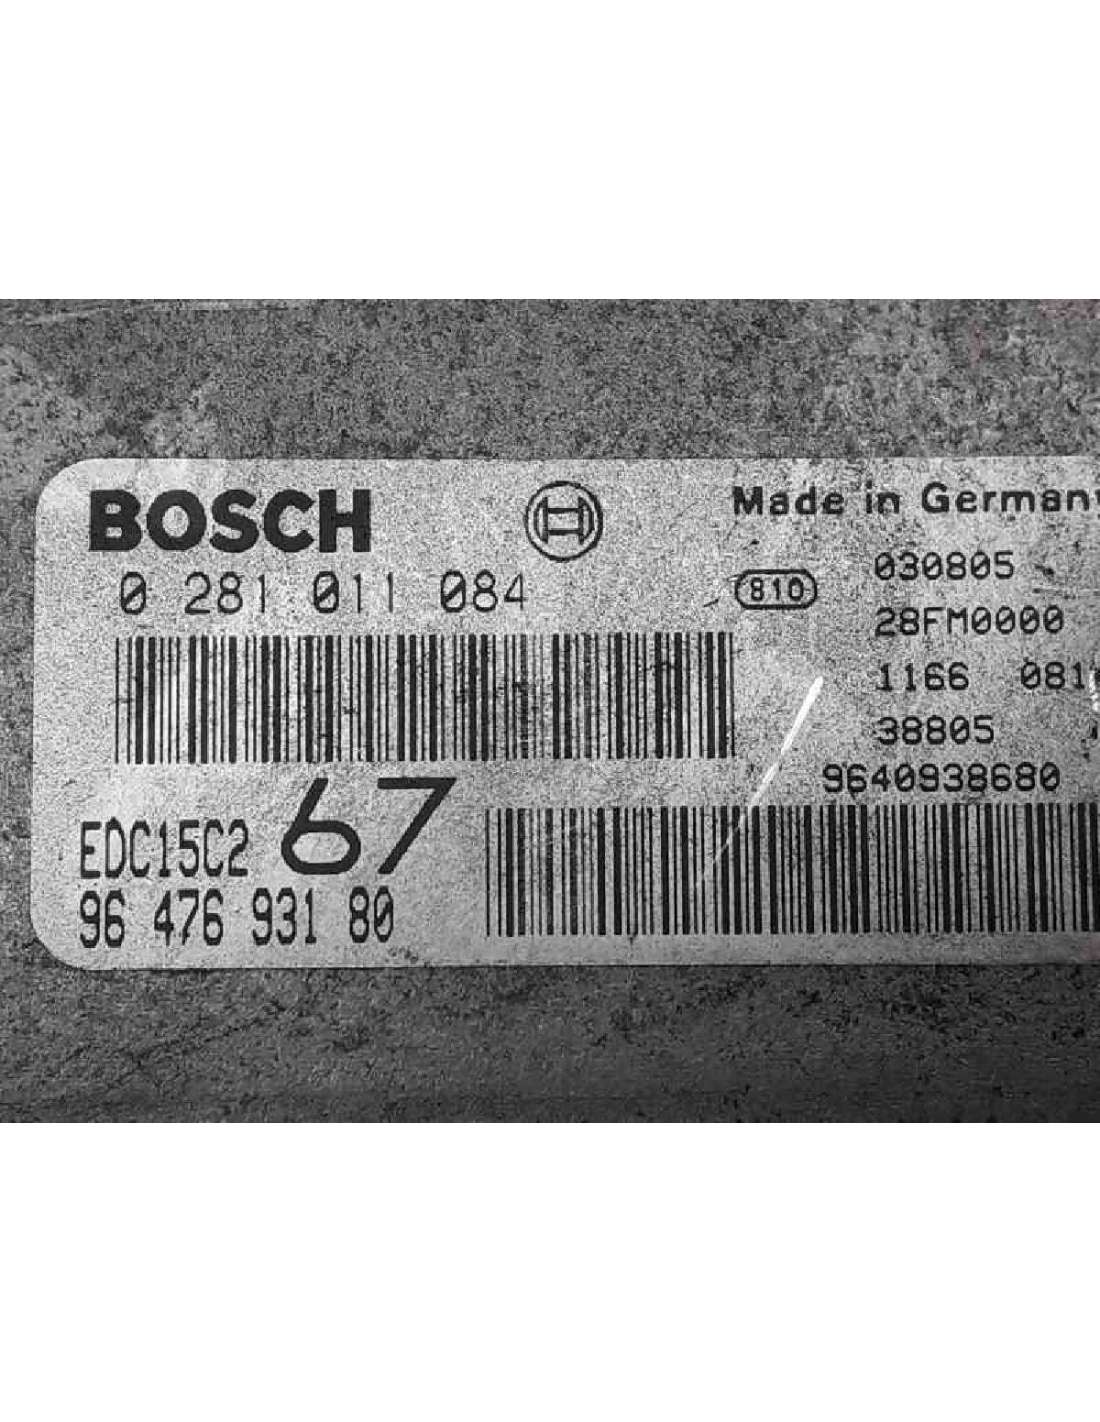 BOSCH
Made in Germany
0 281 011 084
810
030805
28FM0000
1166
38805
9640938680
EDC15C2
67
96 476 931 80